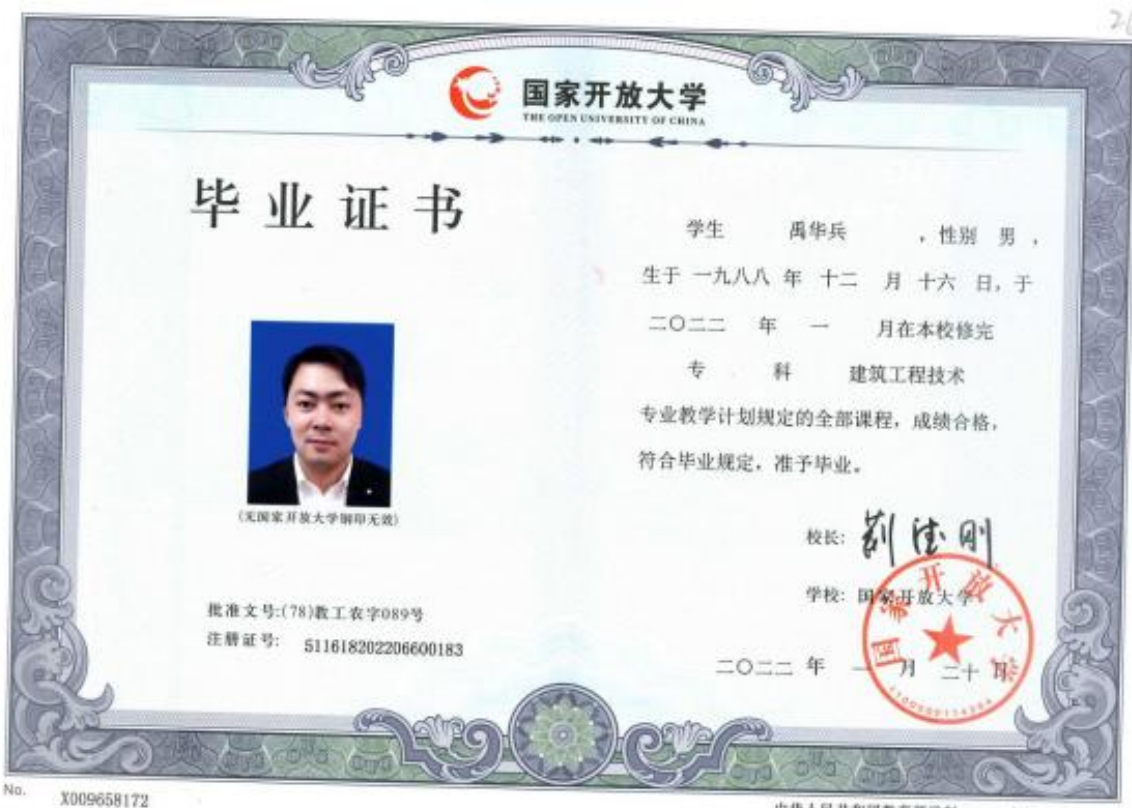 国家开放大学
THE OPEN UNIVERSITY OF CHINA
毕业证书
学生 禹华兵 ，性别 男 ，
生于 一九八八 年 十二 月 十六 日，于
二〇二二 年 一 月在本校修完
专 科 建筑工程技术
专业教学计划规定的全部课程，成绩合格，
符合毕业规定，准予毕业。
(无国家开放大学钢印无效)
校长:
学校: 国家开放大学
国家开放大学
批准文号:(78)教工农字089号
注册证号: 511618202206600183
二〇二二 年 一 月 二十 日
No. X009658172